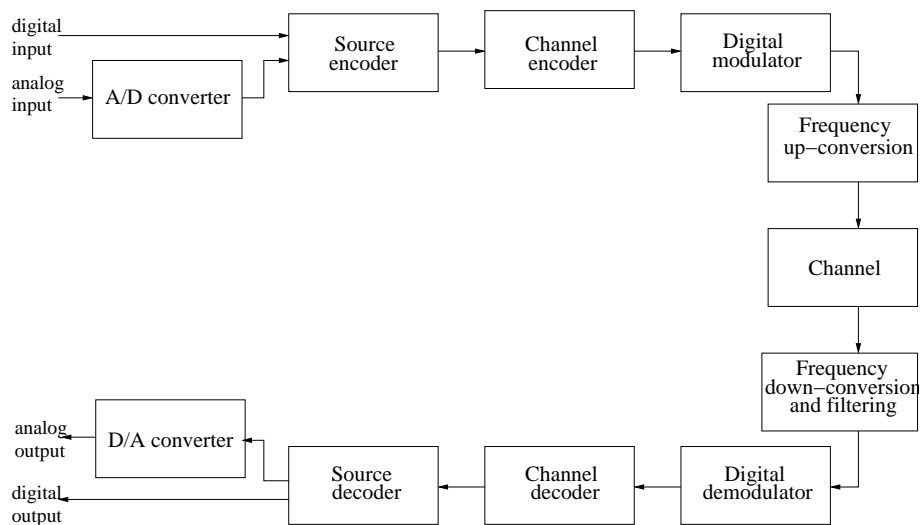 digital
input
analog
input
A/D converter
Source
encoder
Channel
encoder
Digital
modulator
Frequency
up−conversion
Channel
Frequency
down−conversion
and filtering
Digital
demodulator
Channel
decoder
Source
decoder
D/A converter
analog
output
digital
output